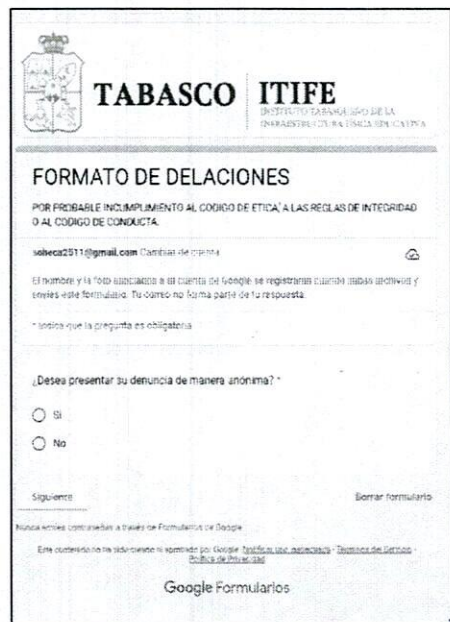 TABASCO
ITIFE
INSTITUTO TABASQUEÑO DE LA
INFRAESTRUCTURA FÍSICA EDUCATIVA
FORMATO DE DELACIONES
POR PROBABLE INCUMPLIMIENTO AL CODIGO DE ETICA, A LAS REGLAS DE INTEGRIDAD
O AL CODIGO DE CONDUCTA.
soheca2511@gmail.com Cambiar de cuenta
El nombre y la foto asociados a tu cuenta de Google se registrarán cuando subas archivos y
envíes este formulario. Tu correo no forma parte de tu respuesta.
* Indica que la pregunta es obligatoria
¿Desea presentar su denuncia de manera anónima? *
Si
No
Siguiente
Borrar formulario
Nunca envíes contraseñas a través de Formularios de Google.
Este contenido no ha sido creado ni aprobado por Google. Notificar uso inadecuado - Términos del Servicio -
Política de Privacidad
Google Formularios